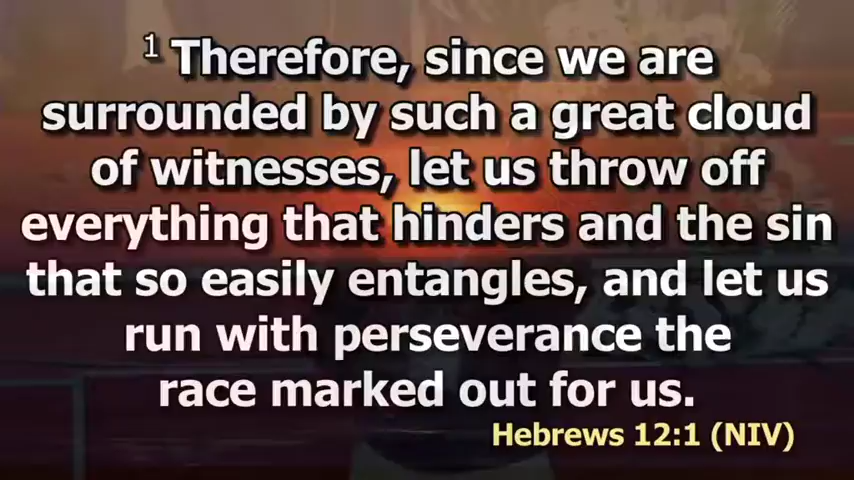 1 Therefore, since we are
surrounded by such a great cloud
of witnesses, let us throw off
everything that hinders and the sin
that so easily entangles, and let us
run with perseverance the
race marked out for us.
Hebrews 12:1 (NIV)